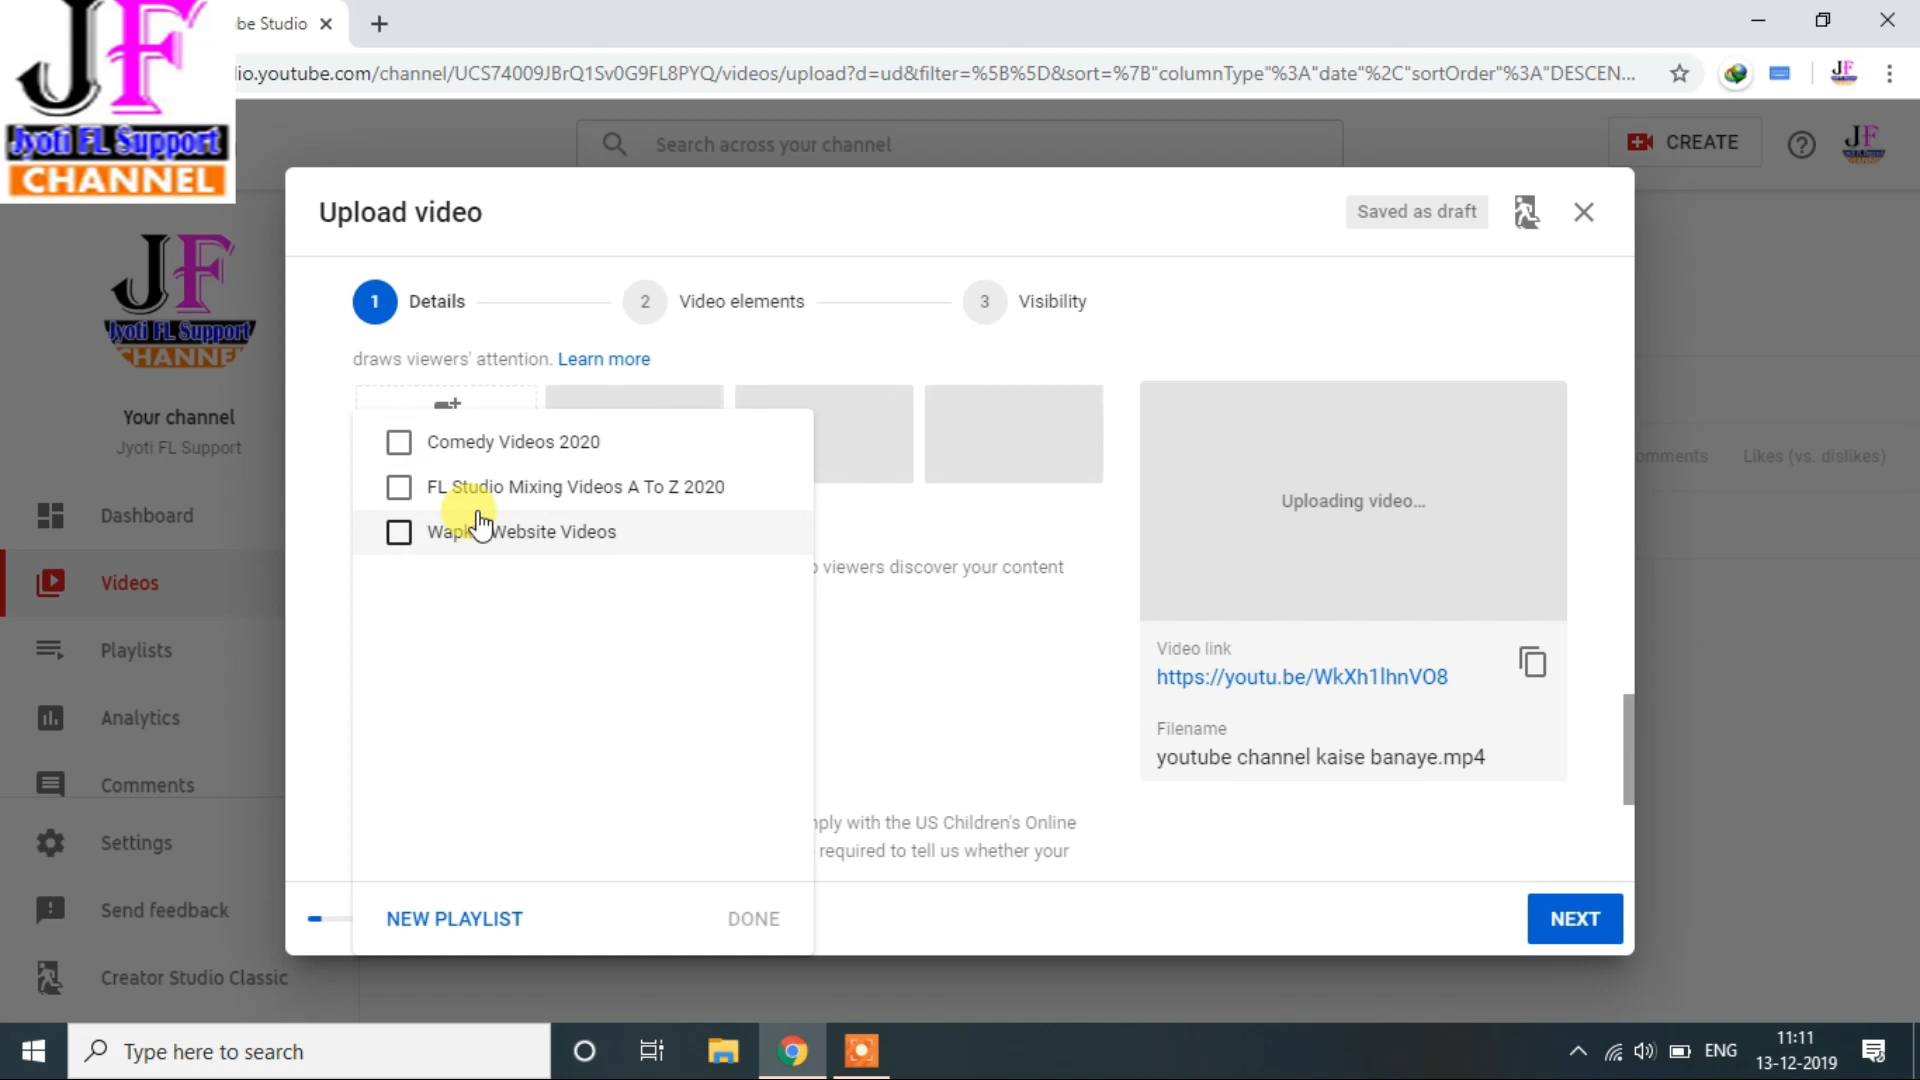 JF
Jyoti FL Support
CHANNEL
be Studio
io.youtube.com/channel/UCS74009JBrQ1Sv0G9FL8PYQ/videos/upload?d=ud&filter=%5B%5D&sort=%7B"columnType"%3A"date"%2C"sortOrder"%3A"DESCEN...
Search across your channel
CREATE
Upload video
Saved as draft
1 Details
2 Video elements
3 Visibility
JF
Jyoti FL Support
CHANNE
draws viewers' attention. Learn more
Your channel
Jyoti FL Support
Comedy Videos 2020
FL Studio Mixing Videos A To Z 2020
Website Videos
omments
Likes (vs. dislikes)
Uploading video...
viewers discover your content
Dashboard
Videos
Playlists
Analytics
Comments
Settings
Send feedback
Creator Studio Classic
Video link
https://youtu.be/WkXh1lhnVO8
Filename
youtube channel kaise banaye.mp4
mply with the US Children's Online
required to tell us whether your
NEW PLAYLIST
DONE
NEXT
Type here to search
ENG
11:11
13-12-2019